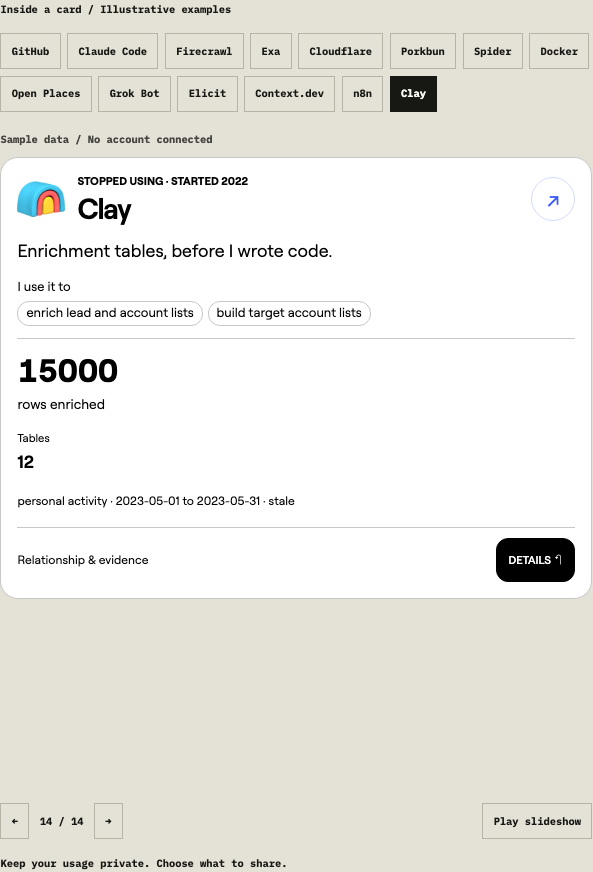 Inside a card / Illustrative examples
GitHub Claude Code Firecrawl Exa Cloudflare Porkbun Spider Docker
Open Places Grok Bot Elicit Context.dev n8n Clay
Sample data / No account connected
STOPPED USING · STARTED 2022
Clay
Enrichment tables, before I wrote code.
I use it to
enrich lead and account lists build target account lists
15000
rows enriched
Tables
12
personal activity · 2023-05-01 to 2023-05-31 · stale
Relationship & evidence DETAILS
← 14 / 14 → Play slideshow
Keep your usage private. Choose what to share.